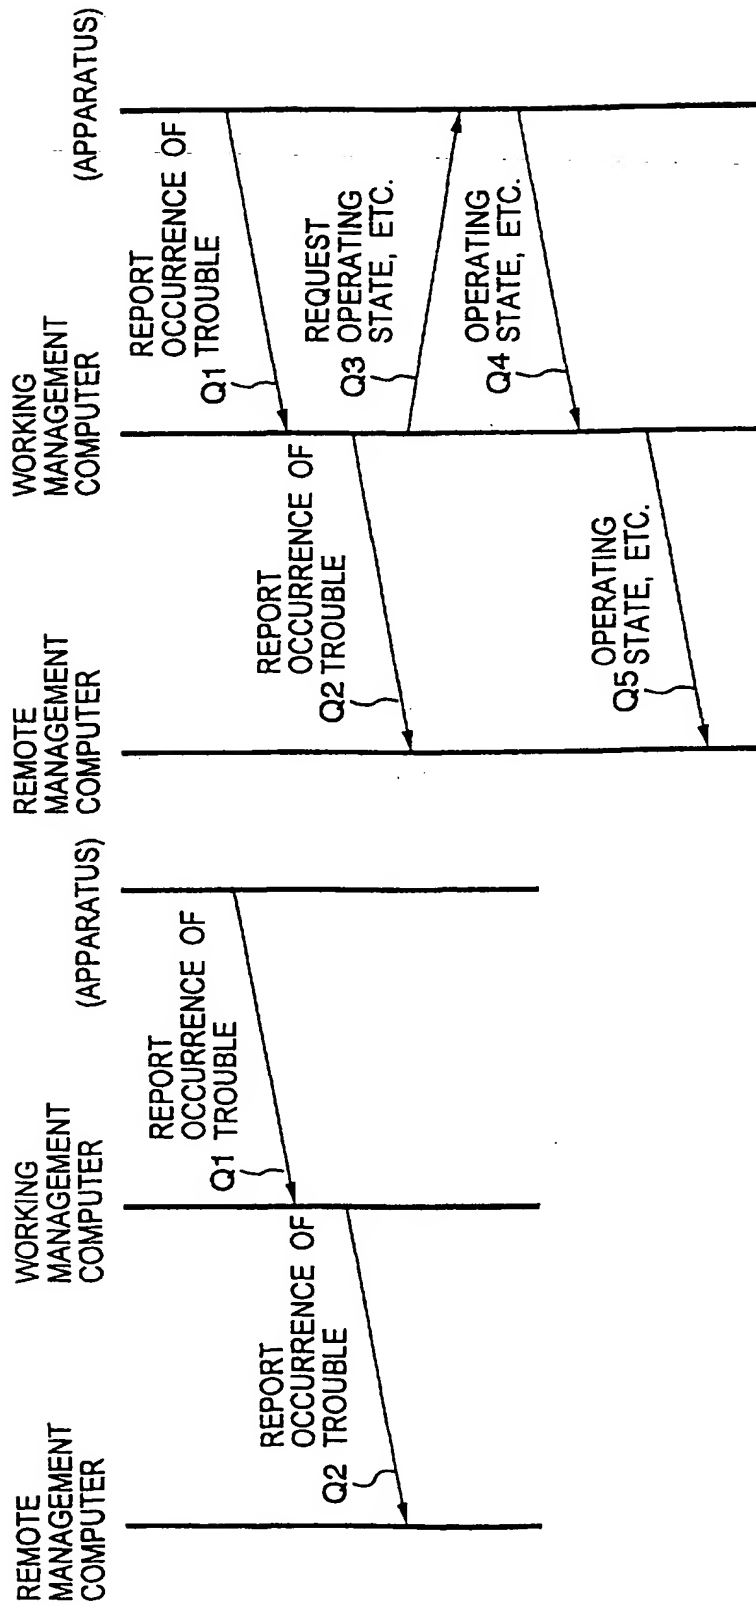 REMOTE
MANAGEMENT
COMPUTER
WORKING
MANAGEMENT
COMPUTER
(APPARATUS)
REPORT
OCCURRENCE OF
TROUBLE
Q1
REPORT
OCCURRENCE OF
TROUBLE
Q2
REMOTE
MANAGEMENT
COMPUTER
WORKING
MANAGEMENT
COMPUTER
(APPARATUS)
REPORT
OCCURRENCE OF
TROUBLE
Q1
REPORT
OCCURRENCE OF
TROUBLE
Q2
REQUEST
OPERATING
STATE, ETC.
Q3
OPERATING
STATE, ETC.
Q4
OPERATING
STATE, ETC.
Q5